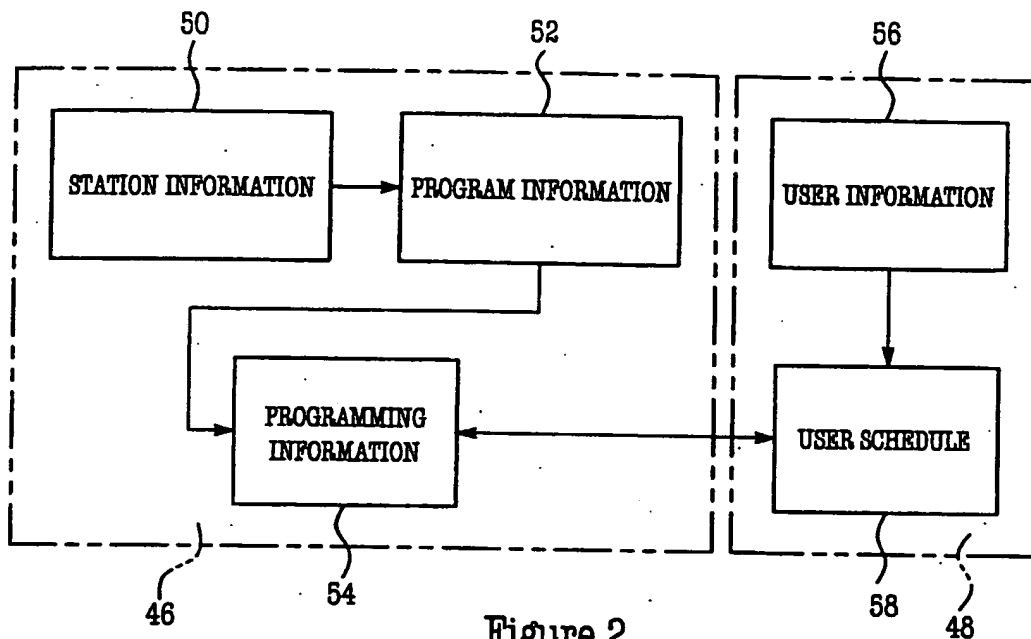 50
52
56
STATION INFORMATION
PROGRAM INFORMATION
USER INFORMATION
PROGRAMMING
INFORMATION
USER SCHEDULE
46
54
58
48
Figure 2